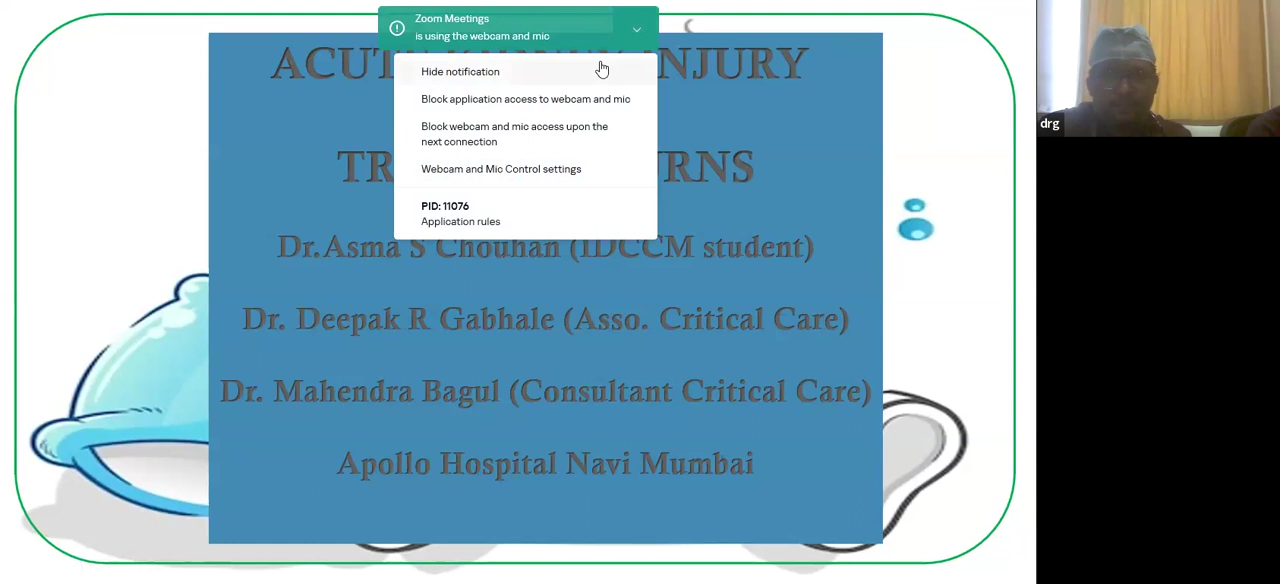 Zoom Meetings
is using the webcam and mic
Hide notification
Block application access to webcam and mic
Block webcam and mic access upon the
next connection
Webcam and Mic Control settings
PID: 11076
Application rules
ACUT NJURY
TR RNS
Dr.Asma S Chouhan (IDCCM student)
Dr. Deepak R Gabhale (Asso. Critical Care)
Dr. Mahendra Bagul (Consultant Critical Care)
Apollo Hospital Navi Mumbai
drg